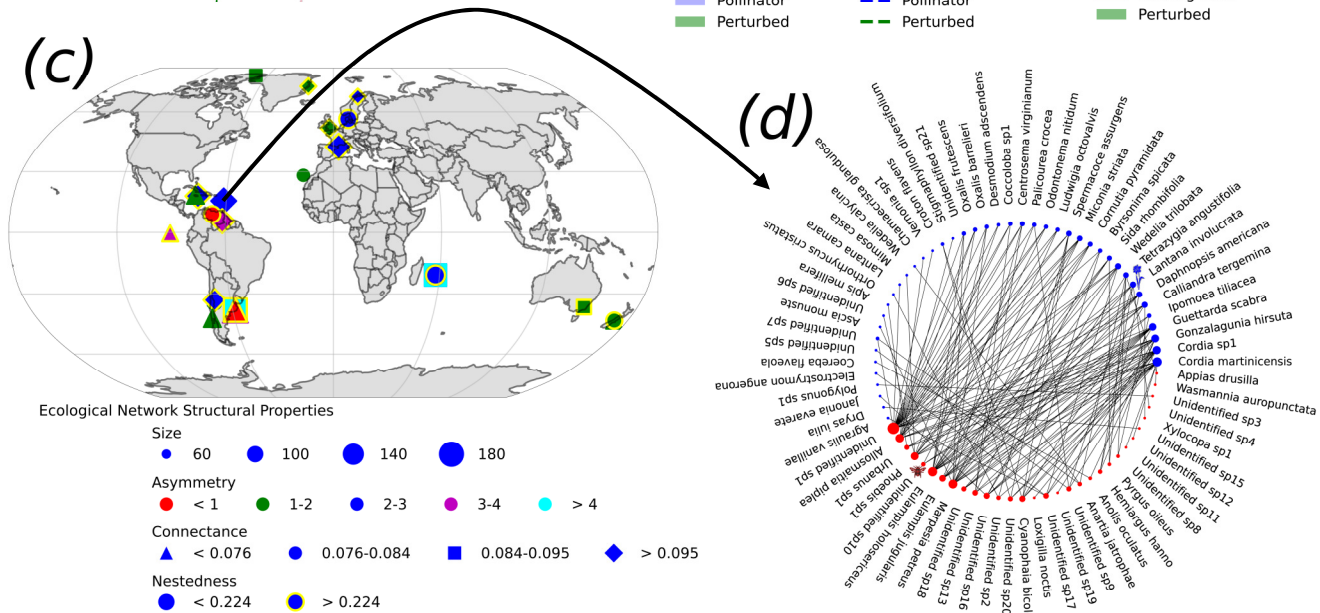 Pollinator
Pollinator
Perturbed
Perturbed
Perturbed
(c)
(d)
Ecological Network Structural Properties
Size
60 100 140 180
Asymmetry
< 1 1-2 2-3 3-4 > 4
Connectance
< 0.076 0.076-0.084 0.084-0.095 > 0.095
Nestedness
< 0.224 > 0.224
Orthorhyncus cristatus
Lantana camara
Mimosa casta
Wedelia calycina
Chamaecrista glandulosa
Vernonia sp1
Croton flavens
Stigmaphyllon diversifolium
Unidentified sp21
Oxalis frutescens
Oxalis barrelieri
Desmodium adscendens
Coccoloba sp1
Centrosema virginianum
Palicourea crocea
Odontonema nitidum
Ludwigia octovalvis
Spermacoce assurgens
Miconia striata
Cornutia pyramidata
Byrsonima spicata
Sida rhombifolia
Wedelia trilobata
Tetrazygia angustifolia
Lantana involucrata
Daphnopsis americana
Calliandra tergemina
Ipomoea tiliacea
Guettarda scabra
Gonzalagunia hirsuta
Cordia sp1
Cordia martinicensis
Appias drusilla
Wasmannia auropunctata
Unidentified sp3
Unidentified sp4
Xylocopa sp1
Unidentified sp15
Unidentified sp12
Unidentified sp11
Unidentified sp8
Pyrgus oileus
Hemiargus hanno
Anolis oculatus
Anartia jatrophae
Unidentified sp9
Unidentified sp19
Unidentified sp17
Loxigilla noctis
Cyanophaia bicol
Unidentified sp20
Unidentified sp2
Unidentified sp16
Unidentified sp13
Unidentified sp18
Marpesia petreus
Eulampis jugularis
Eulampis holosericeus
Unidentified sp10
Phoebis sp1
Urbanus sp1
Allosmaitia piplea
Unidentified sp1
Agraulis vanillae
Dryas iulia
Janonia evarete
Polygonus sp1
Electrostrymon angerona
Coereba flaveola
Unidentified sp5
Unidentified sp7
Ascia monuste
Unidentified sp6
Apis mellifera